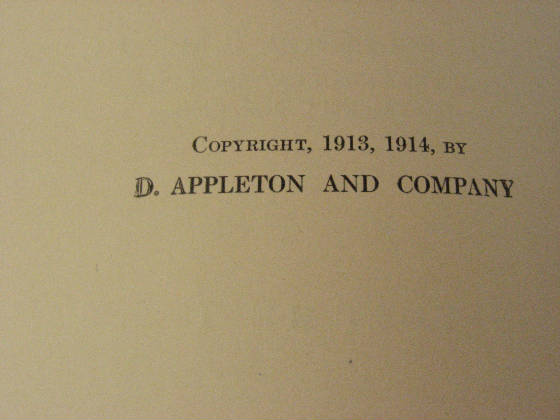 Copyright, 1913, 1914, by
D. APPLETON AND COMPANY